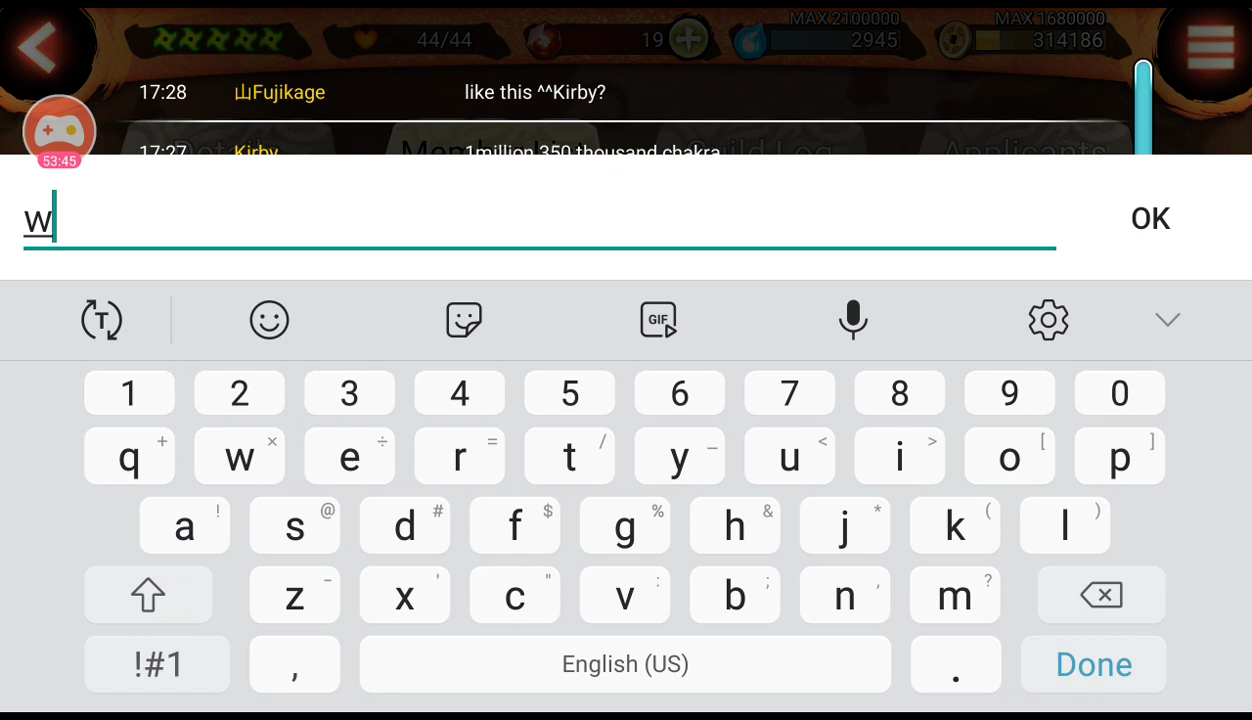 MAX 2100000 MAX 1680000
44/44 19 2945 314186
17:28 山Fujikage like this ^^Kirby?
17:27 Kirby 1million 350 thousand chakra
53:45
W OK
T GIF
1 2 3 4 5 6 7 8 9 0
q + w × e ÷ r = t / y _ u < i > o [ p ]
a ! s @ d # f $ g % h & j * k ( l )
z - x ' c " v : b ; n , m ?
!#1 , English (US) . Done